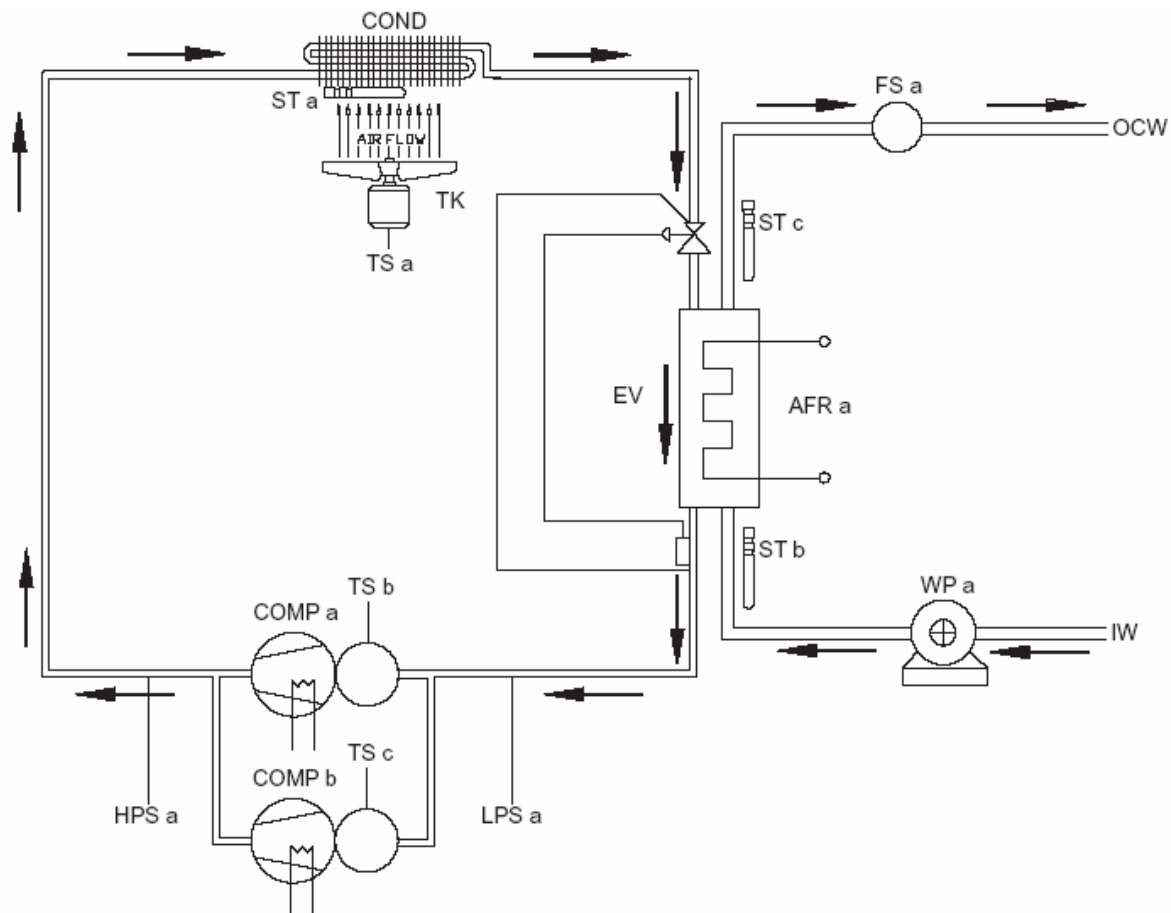 COND
ST a
AIR FLOW
TK
TS a
FS a
OCW
ST c
EV
AFR a
ST b
WP a
IW
TS b
COMP a
TS c
COMP b
HPS a
LPS a